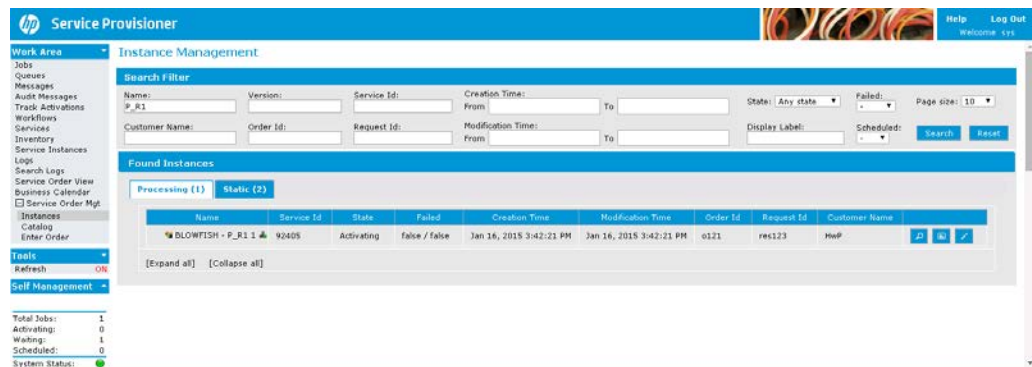 hp Service Provisioner
Help Log Out
Welcome sys
Work Area
Jobs
Queues
Messages
Audit Messages
Track Activations
Workflows
Services
Inventory
Service Instances
Logs
Search Logs
Service Order View
Business Calendar
Service Order Mgt
Instances
Catalog
Enter Order
Tools
Refresh ON
Self Management
Total Jobs: 1
Activating: 0
Waiting: 1
Scheduled: 0
System Status:
Instance Management
Search Filter
Name: Version: Service Id: Creation Time: State: Any state Failed: - Page size: 10
P_R1 From To
Customer Name: Order Id: Request Id: Modification Time: Display Label: Scheduled: - Search Reset
From To
Found Instances
Processing (1) Static (2)
Name Service Id State Failed Creation Time Modification Time Order Id Request Id Customer Name
BLOWFISH - P_R1 1 92405 Activating false / false Jan 16, 2015 3:42:21 PM Jan 16, 2015 3:42:21 PM o121 res123 HwP
[Expand all] [Collapse all]